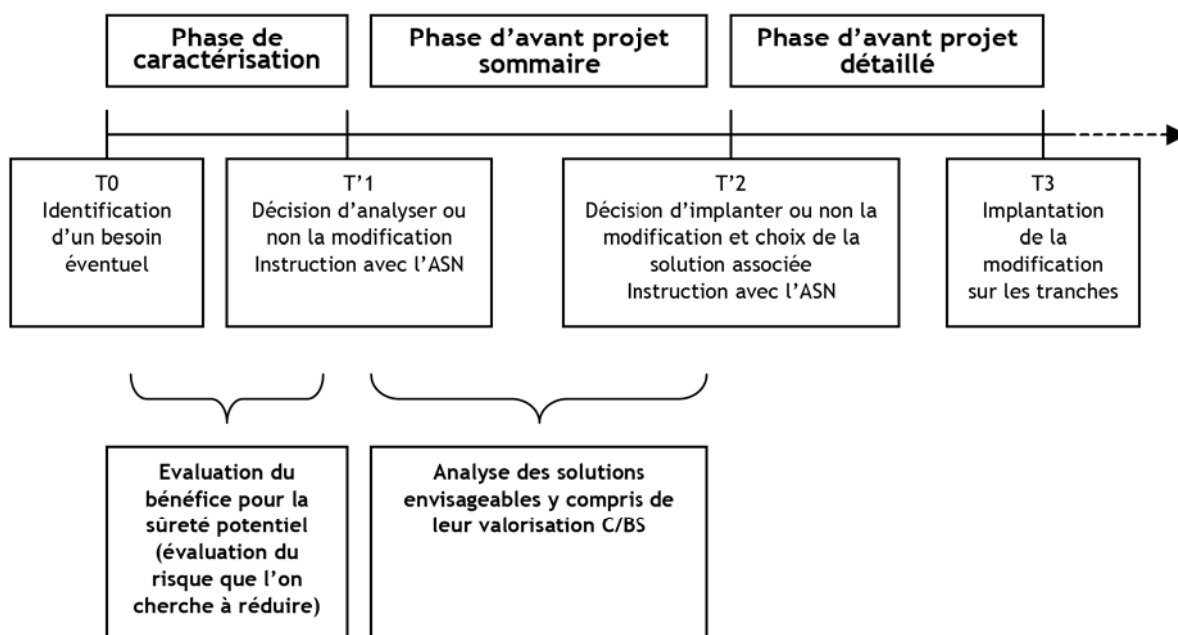 Phase de
caractérisation
Phase d’avant projet
sommaire
Phase d’avant projet
détaillé
T0
Identification
d’un besoin
éventuel
T’1
Décision d’analyser ou
non la modification
Instruction avec l’ASN
T’2
Décision d’implanter ou non la
modification et choix de la
solution associée
Instruction avec l’ASN
T3
Implantation
de la
modification
sur les tranches
Evaluation du
bénéfice pour la
sûreté potentiel
(évaluation du
risque que l’on
cherche à réduire)
Analyse des solutions
envisageables y compris de
leur valorisation C/BS